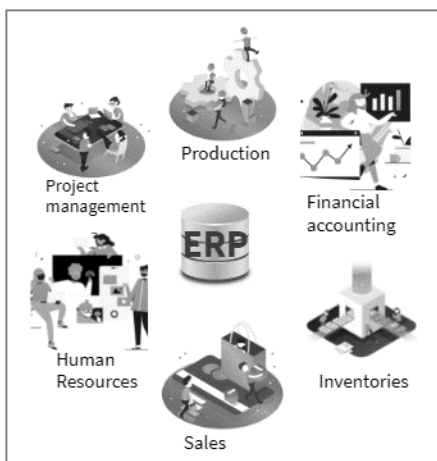 Production
Project
management
Financial
accounting
ERP
Human
Resources
Inventories
Sales